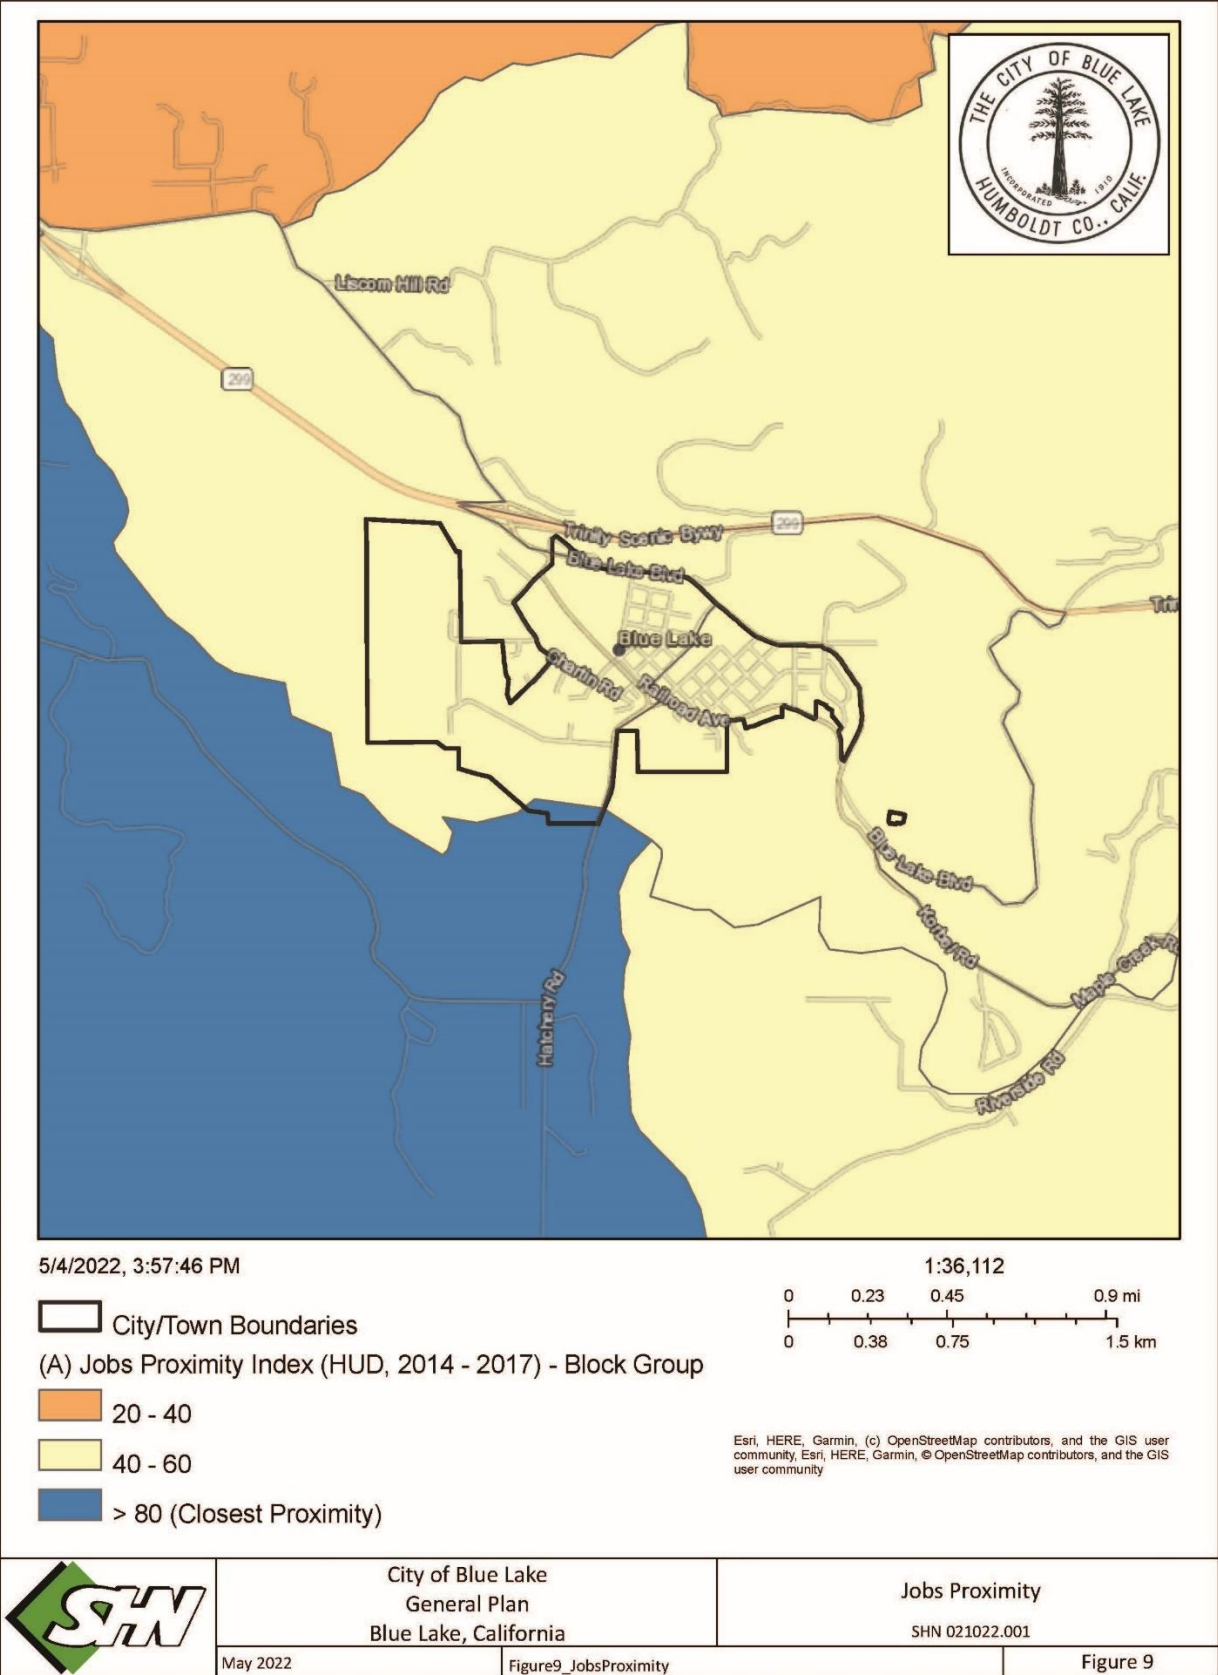 THE CITY OF BLUE LAKE
INCORPORATED 1910
HUMBOLDT CO., CALIF.
Liscom Hill Rd
299
Trinity Scenic Bywy
299
Blue Lake Blvd
Trin
Blue Lake
Chartin Rd
Railroad Ave
Blue Lake Blvd
Korbel Rd
Maple Creek R
Hatchery Rd
Riverside Rd
5/4/2022, 3:57:46 PM
1:36,112
0 0.23 0.45 0.9 mi
0 0.38 0.75 1.5 km
City/Town Boundaries
(A) Jobs Proximity Index (HUD, 2014 - 2017) - Block Group
20 - 40
40 - 60
> 80 (Closest Proximity)
Esri, HERE, Garmin, (c) OpenStreetMap contributors, and the GIS user
community, Esri, HERE, Garmin, © OpenStreetMap contributors, and the GIS
user community
SHN
City of Blue Lake
General Plan
Blue Lake, California
Jobs Proximity
SHN 021022.001
May 2022
Figure9_JobsProximity
Figure 9